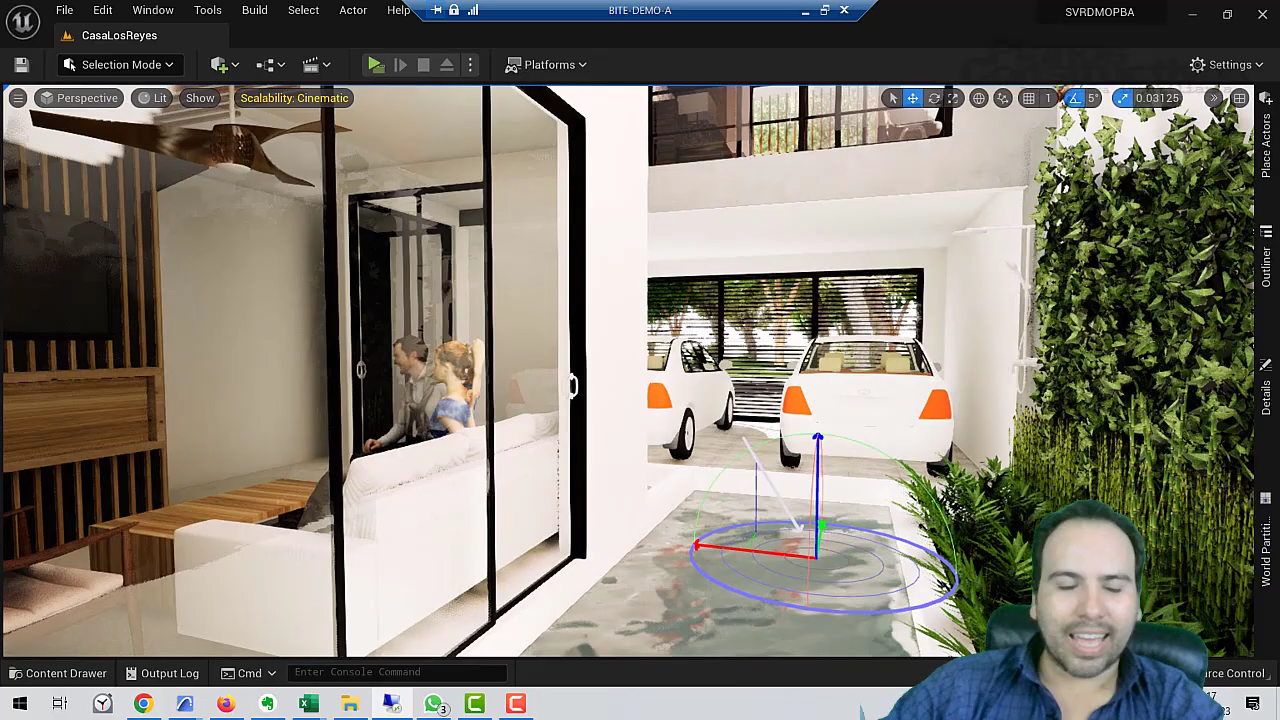 File Edit Window Tools Build Select Actor Help
BITE-DEMO-A
SVRDMOPBA
CasaLosReyes
Selection Mode
Platforms
Settings
Perspective
Lit
Show
Scalability: Cinematic
1
5°
0.03125
Place Actors
Outliner
Details
World Partiti..
Content Drawer
Output Log
Cmd
Enter Console Command
rce Control
3